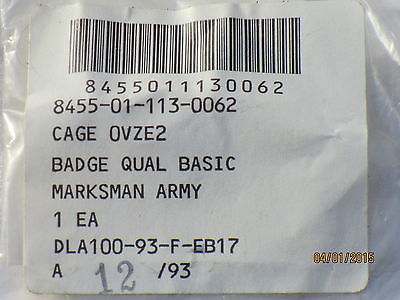 8455011130062
8455-01-113-0062
CAGE OVZE2
BADGE QUAL BASIC
MARKSMAN ARMY
1 EA
DLA100-93-F-EB17
A 12 /93
04/01/2015